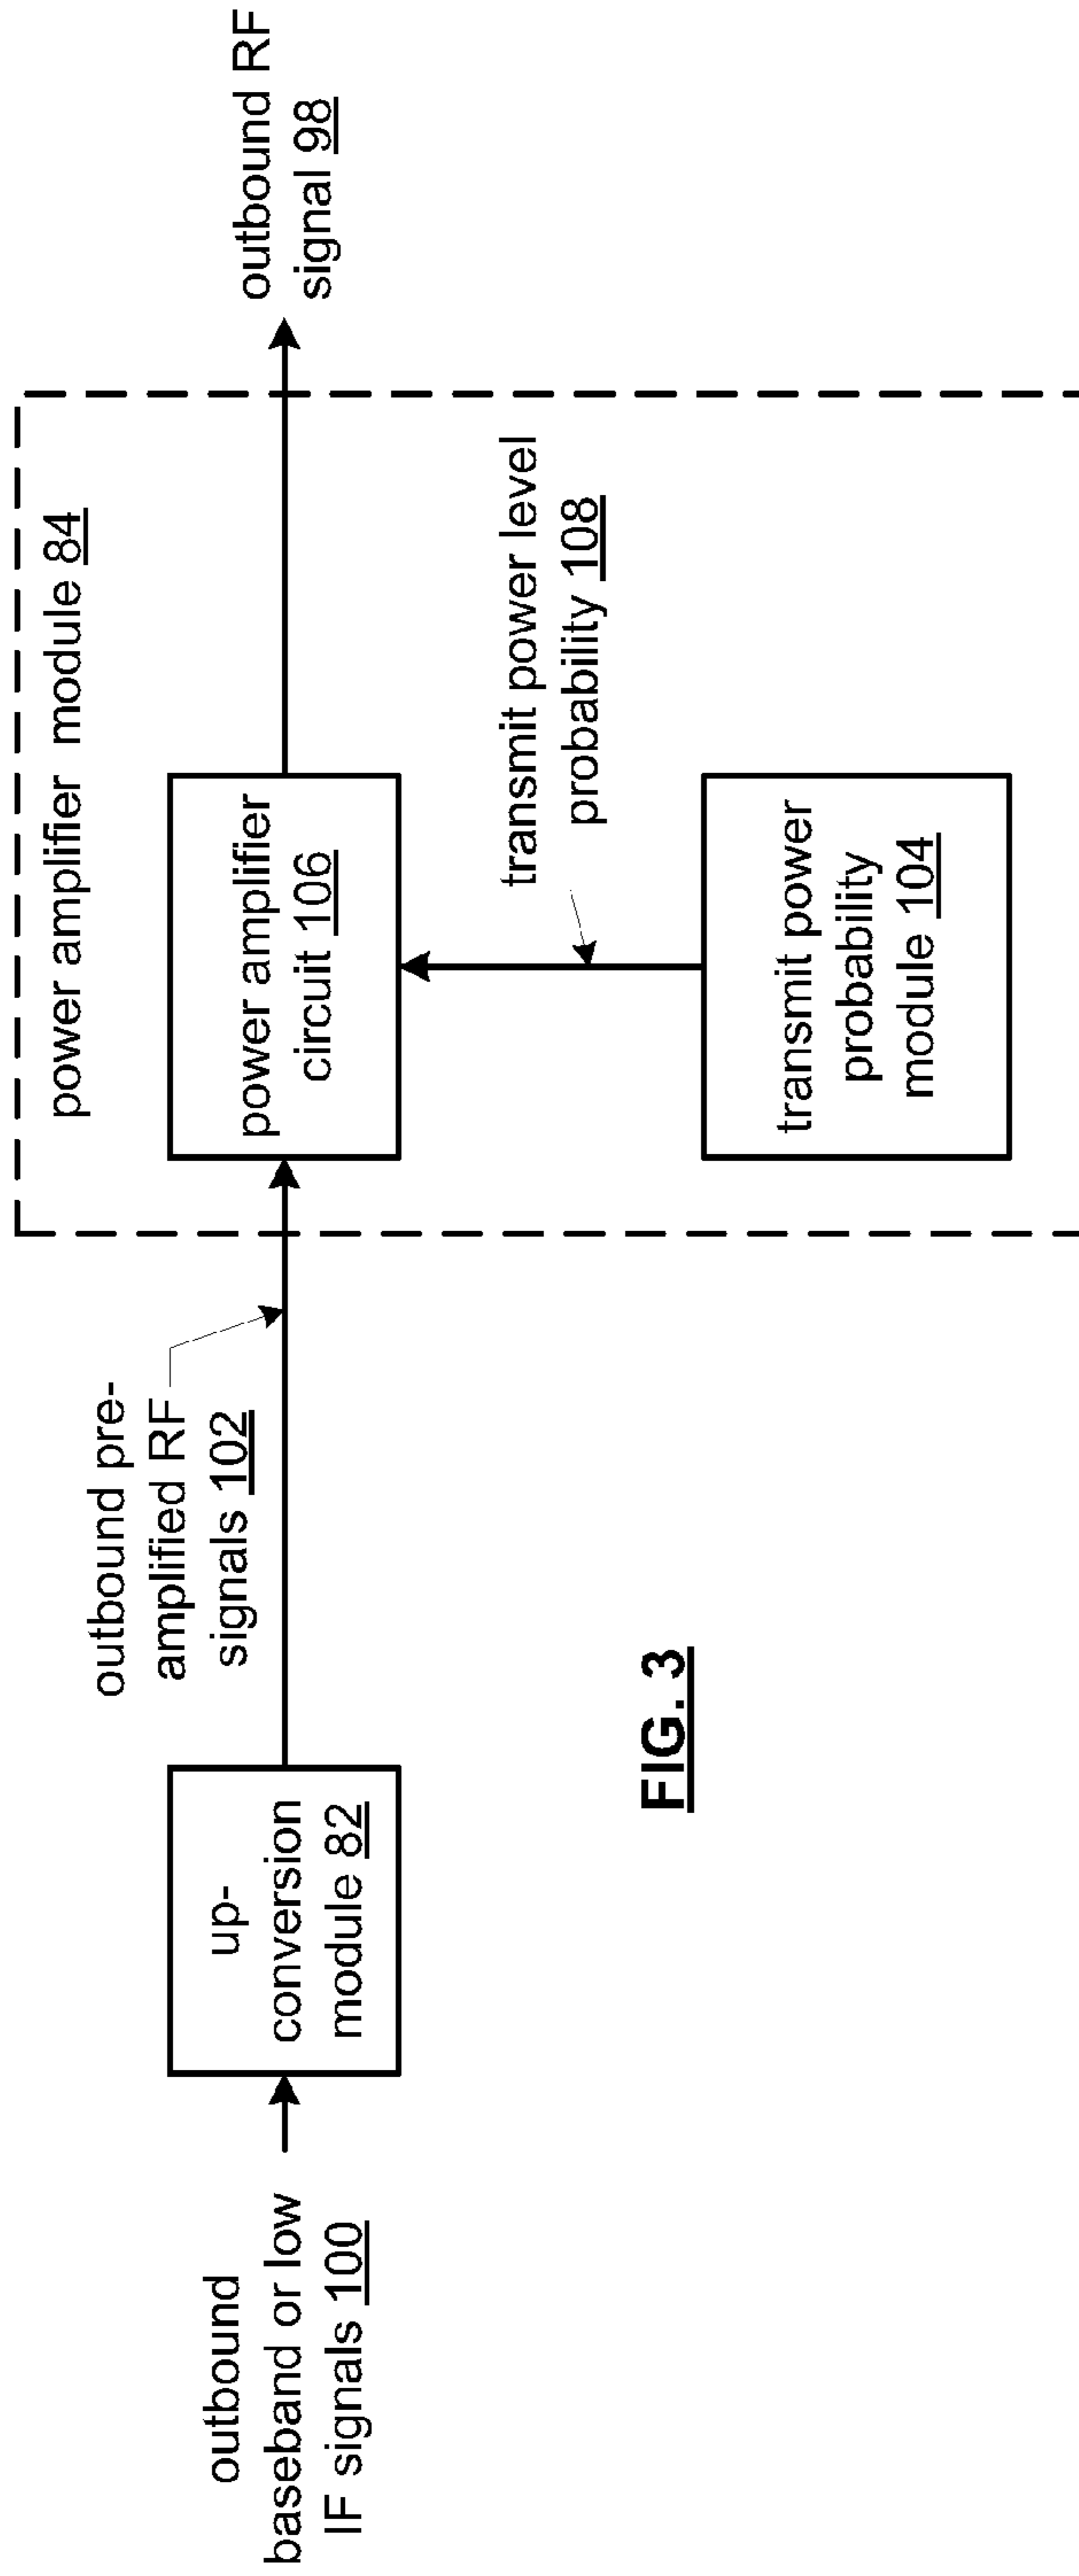 outbound
baseband or low
IF signals 100
up-
conversion
module 82
outbound pre-
amplified RF
signals 102
power amplifier module 84
power amplifier
circuit 106
transmit power level
probability 108
transmit power
probability
module 104
outbound RF
signal 98
FIG. 3